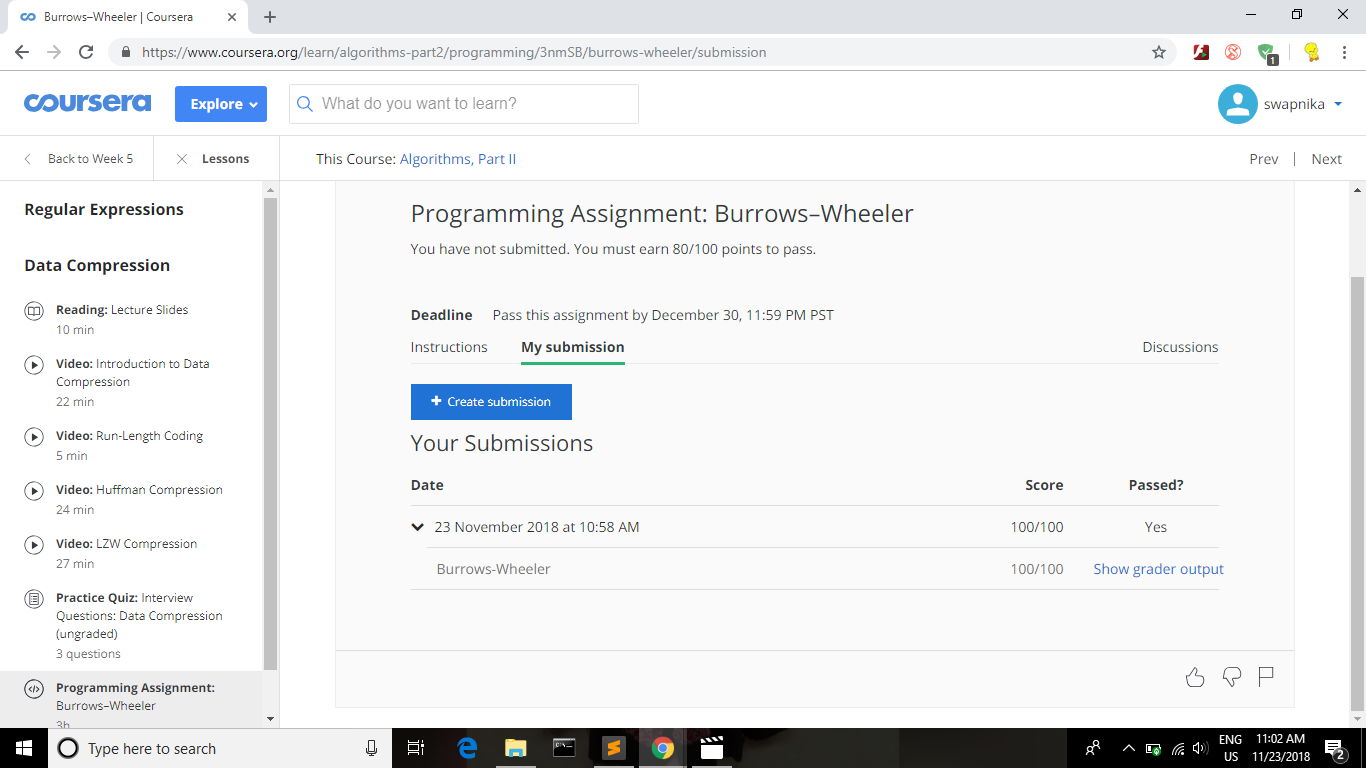 Burrows–Wheeler | Coursera
https://www.coursera.org/learn/algorithms-part2/programming/3nmSB/burrows-wheeler/submission
1
coursera
Explore
What do you want to learn?
swapnika
Back to Week 5
Lessons
This Course: Algorithms, Part II
Prev | Next
Regular Expressions
Data Compression
Reading: Lecture Slides
10 min
Video: Introduction to Data
Compression
22 min
Video: Run-Length Coding
5 min
Video: Huffman Compression
24 min
Video: LZW Compression
27 min
Practice Quiz: Interview
Questions: Data Compression
(ungraded)
3 questions
Programming Assignment:
Burrows–Wheeler
3h
Programming Assignment: Burrows–Wheeler
You have not submitted. You must earn 80/100 points to pass.
Deadline Pass this assignment by December 30, 11:59 PM PST
Instructions My submission Discussions
+ Create submission
Your Submissions
Date Score Passed?
23 November 2018 at 10:58 AM 100/100 Yes
Burrows-Wheeler 100/100 Show grader output
Type here to search
ENG
US
11:02 AM
11/23/2018
2